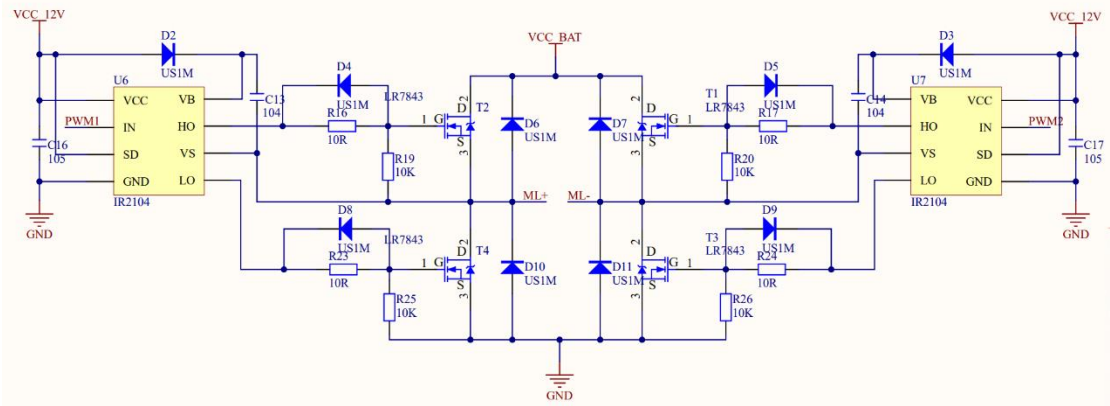 VCC_12V
D2
US1M
U6
VCC
IN
SD
GND
VB
HO
VS
LO
IR2104
PWM1
C16
105
GND
C13
104
D4
US1M
R16
10R
LR7843
1
G
D
S
2
3
T2
R19
10K
D6
US1M
VCC_BAT
ML+
D8
US1M
R23
10R
LR7843
1
G
D
S
2
3
T4
R25
10K
D10
US1M
GND
ML-
D7
US1M
2
D
G
S
3
1
T1
LR7843
R20
10K
D5
US1M
R17
10R
D11
US1M
2
D
G
S
3
1
T3
LR7843
R26
10K
D9
US1M
R24
10R
C14
104
D3
US1M
VCC_12V
U7
VB
HO
VS
LO
VCC
IN
SD
GND
IR2104
PWM2
C17
105
GND